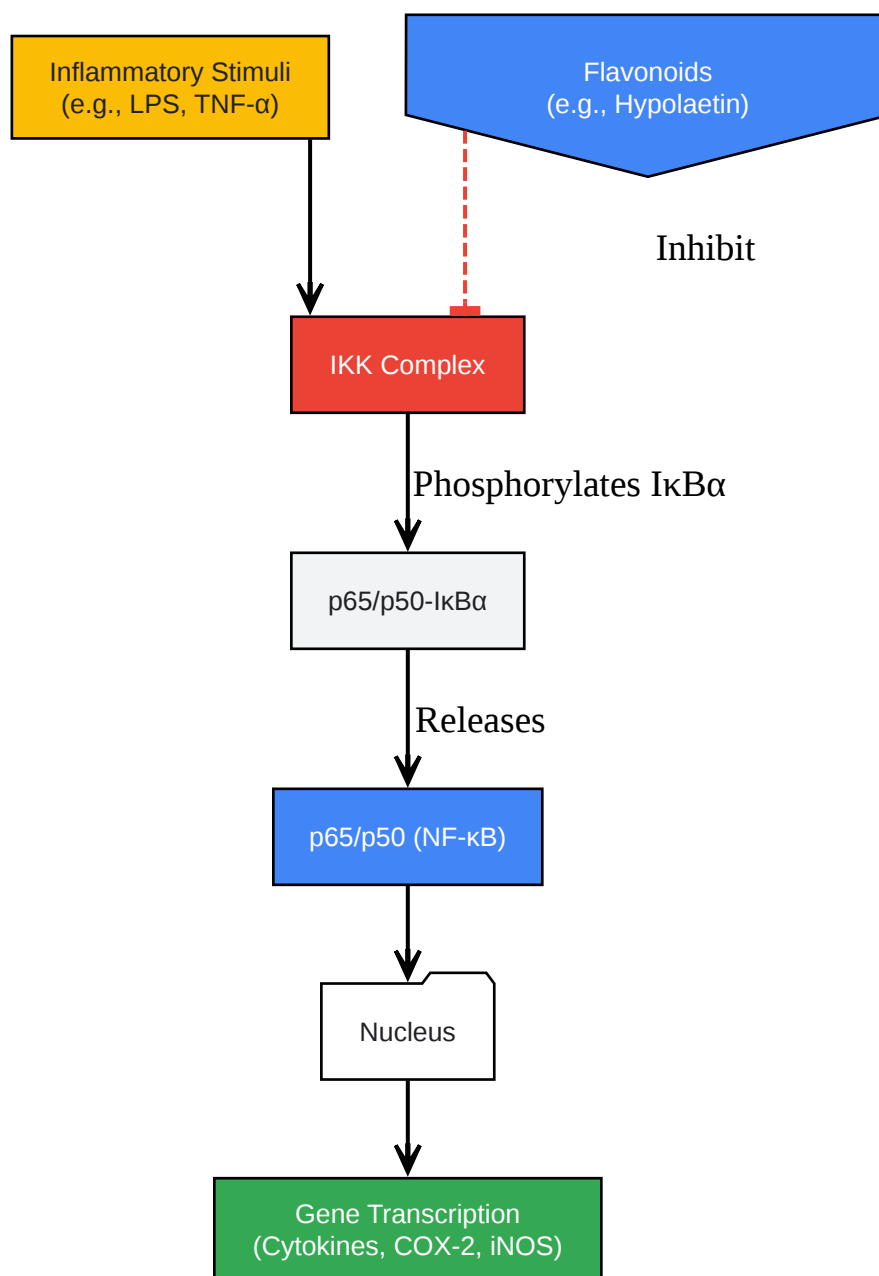 Inflammatory Stimuli
(e.g., LPS, TNF-α)
Flavonoids
(e.g., Hypolaetin)
Inhibit
IKK Complex
Phosphorylates IκBα
p65/p50-IκBα
Releases
p65/p50 (NF-κB)
Nucleus
Gene Transcription
(Cytokines, COX-2, iNOS)